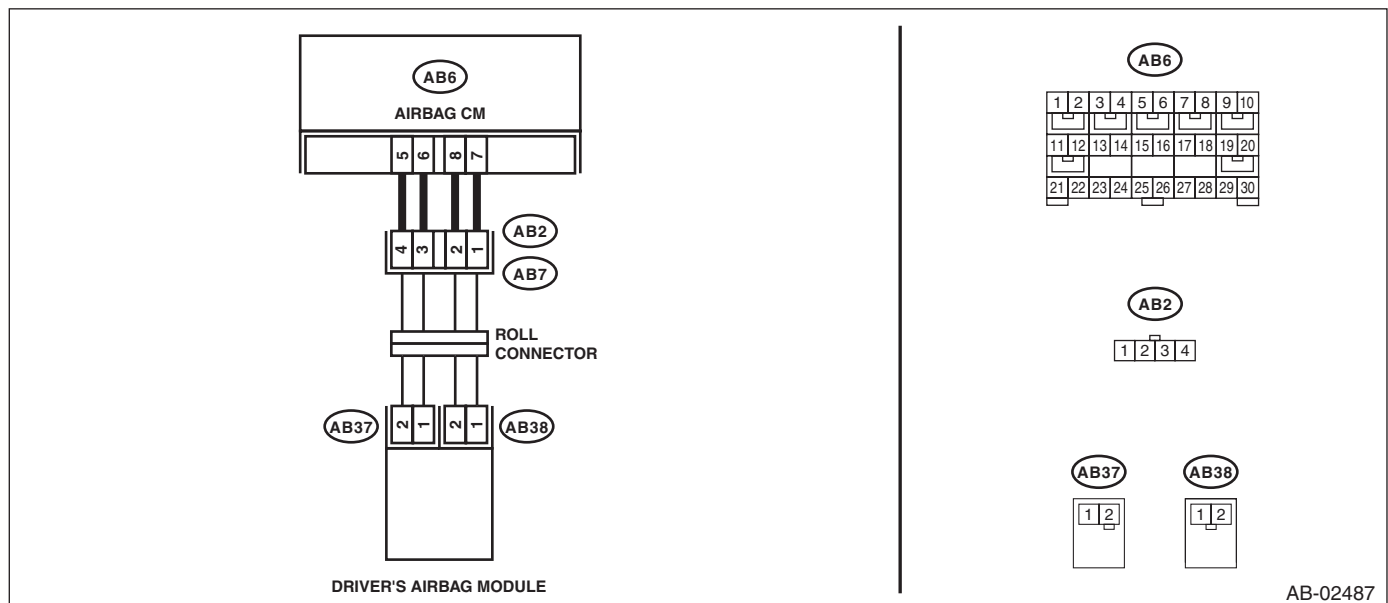 AB6
AIRBAG CM
5 6 8 7
4 3 2 1
AB2
AB7
ROLL
CONNECTOR
AB37
2 1 2 1
AB38
DRIVER'S AIRBAG MODULE
AB6
1 2 3 4 5 6 7 8 9 10
11 12 13 14 15 16 17 18 19 20
21 22 23 24 25 26 27 28 29 30
AB2
1 2 3 4
AB37
1 2
AB38
1 2
AB-02487